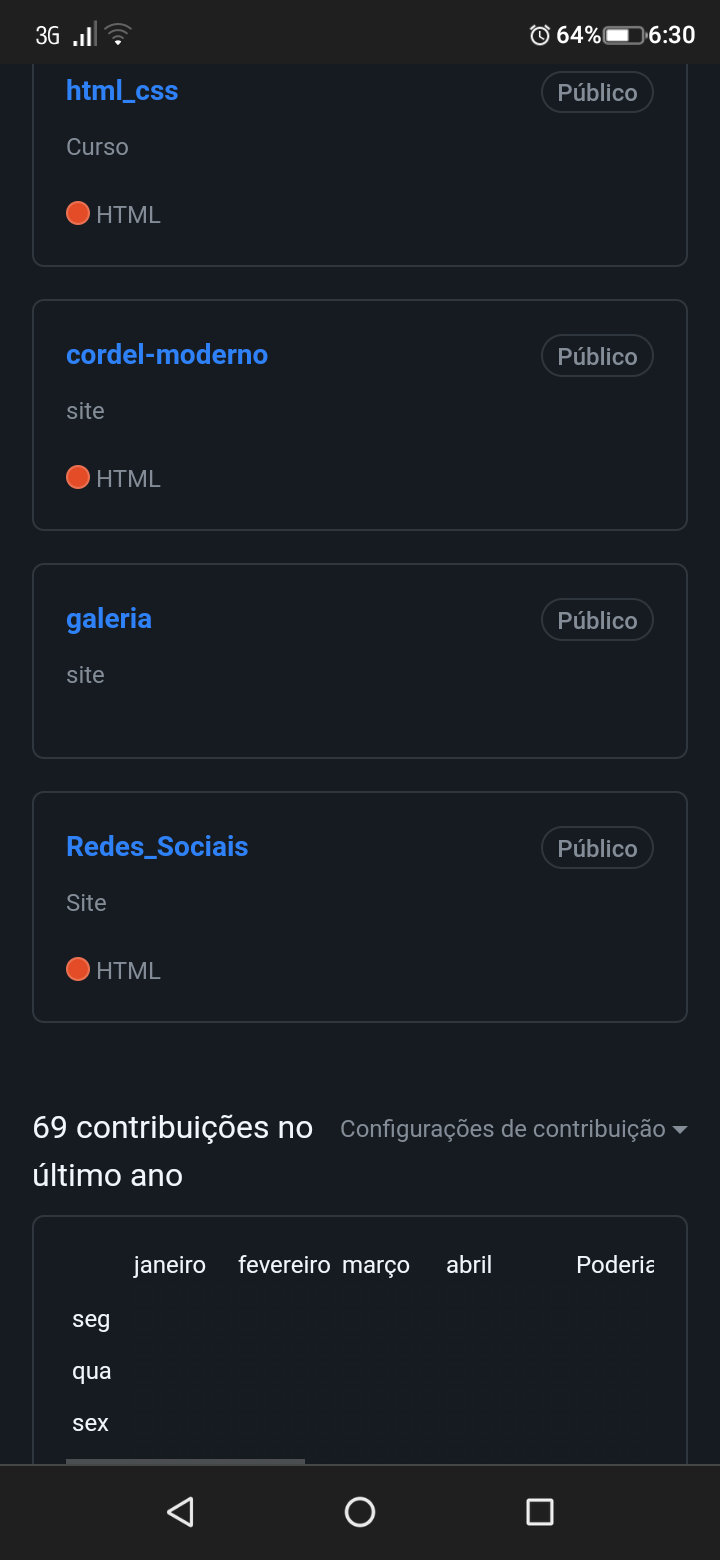 3G 64% 6:30
html_css Público
Curso
HTML
cordel-moderno Público
site
HTML
galeria Público
site
Redes_Sociais Público
Site
HTML
69 contribuições no Configurações de contribuição
último ano
janeiro fevereiro março abril Poderia
seg
qua
sex